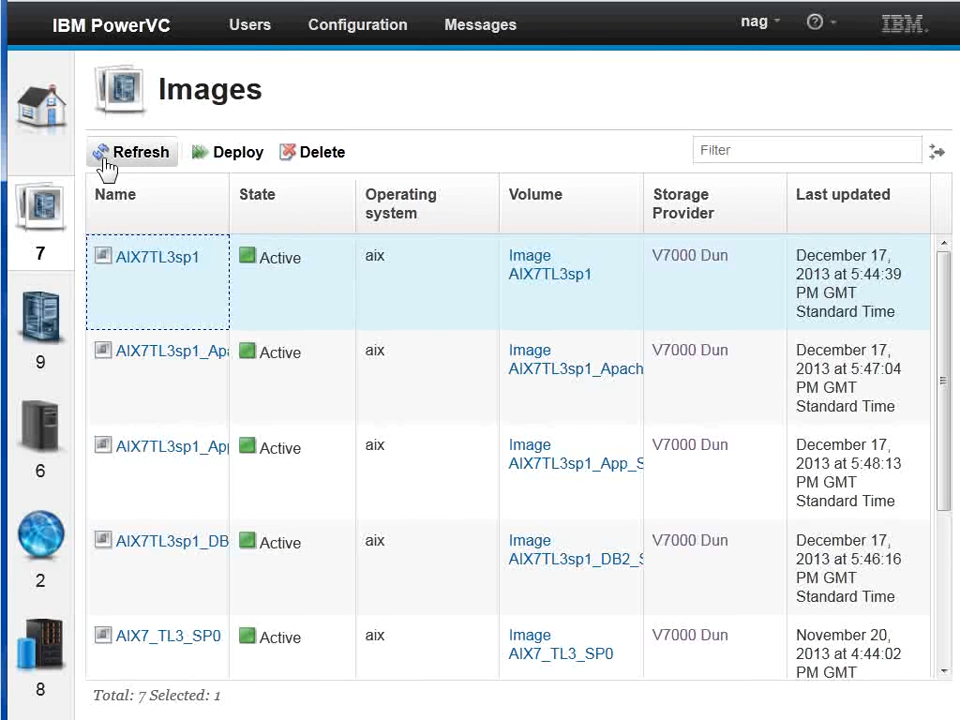 IBM PowerVC Users Configuration Messages nag IBM
Images
Refresh Deploy Delete Filter
Name State Operating system Volume Storage Provider Last updated
AIX7TL3sp1 Active aix Image AIX7TL3sp1 V7000 Dun December 17, 2013 at 5:44:39 PM GMT Standard Time
AIX7TL3sp1_Apa Active aix Image AIX7TL3sp1_Apach V7000 Dun December 17, 2013 at 5:47:04 PM GMT Standard Time
AIX7TL3sp1_App Active aix Image AIX7TL3sp1_App_S V7000 Dun December 17, 2013 at 5:48:13 PM GMT Standard Time
AIX7TL3sp1_DB Active aix Image AIX7TL3sp1_DB2_S V7000 Dun December 17, 2013 at 5:46:16 PM GMT Standard Time
AIX7_TL3_SP0 Active aix Image AIX7_TL3_SP0 V7000 Dun November 20, 2013 at 4:44:02 PM GMT
Total: 7 Selected: 1
7
9
6
2
8